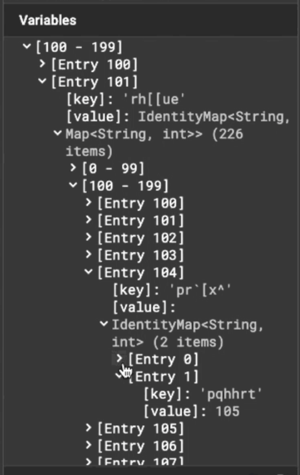 Variables
[100 - 199]
[Entry 100]
[Entry 101]
[key]: 'rh[[ue'
[value]: IdentityMap<String,
Map<String, int>> (226
items)
[0 - 99]
[100 - 199]
[Entry 100]
[Entry 101]
[Entry 102]
[Entry 103]
[Entry 104]
[key]: 'pr`[x^'
[value]:
IdentityMap<String,
int> (2 items)
[Entry 0]
[Entry 1]
[key]: 'pqhhrt'
[value]: 105
[Entry 105]
[Entry 106]
[Entry 107]